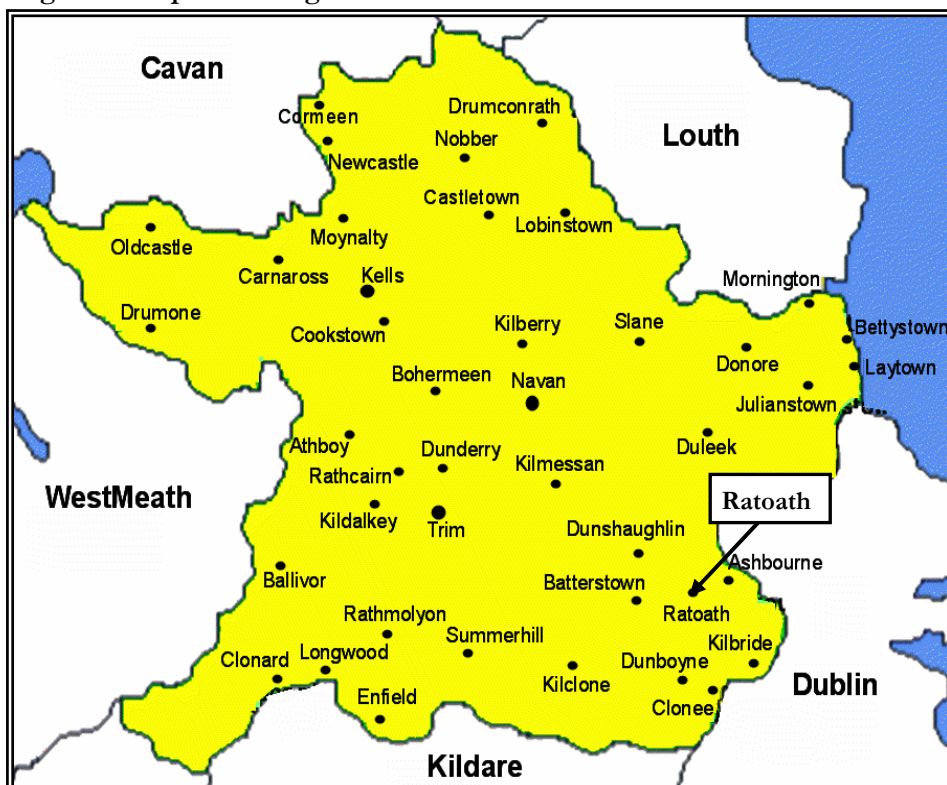 Cavan
Drumconrath
Cormeen
Louth
Nobber
Newcastle
Castletown
Lobinstown
Moynalty
Oldcastle
Carnaross
Kells
Mornington
Drumone
Cookstown
Kilberry
Slane
Bettystown
Donore
Laytown
Bohermeen
Navan
Julianstown
Athboy
Dunderry
Duleek
Rathcairn
Kilmessan
WestMeath
Ratoath
Kildalkey
Trim
Dunshaughlin
Ashbourne
Ballivor
Batterstown
Ratoath
Rathmolyon
Summerhill
Kilbride
Longwood
Clonard
Dunboyne
Kilclone
Dublin
Enfield
Clonee
Kildare